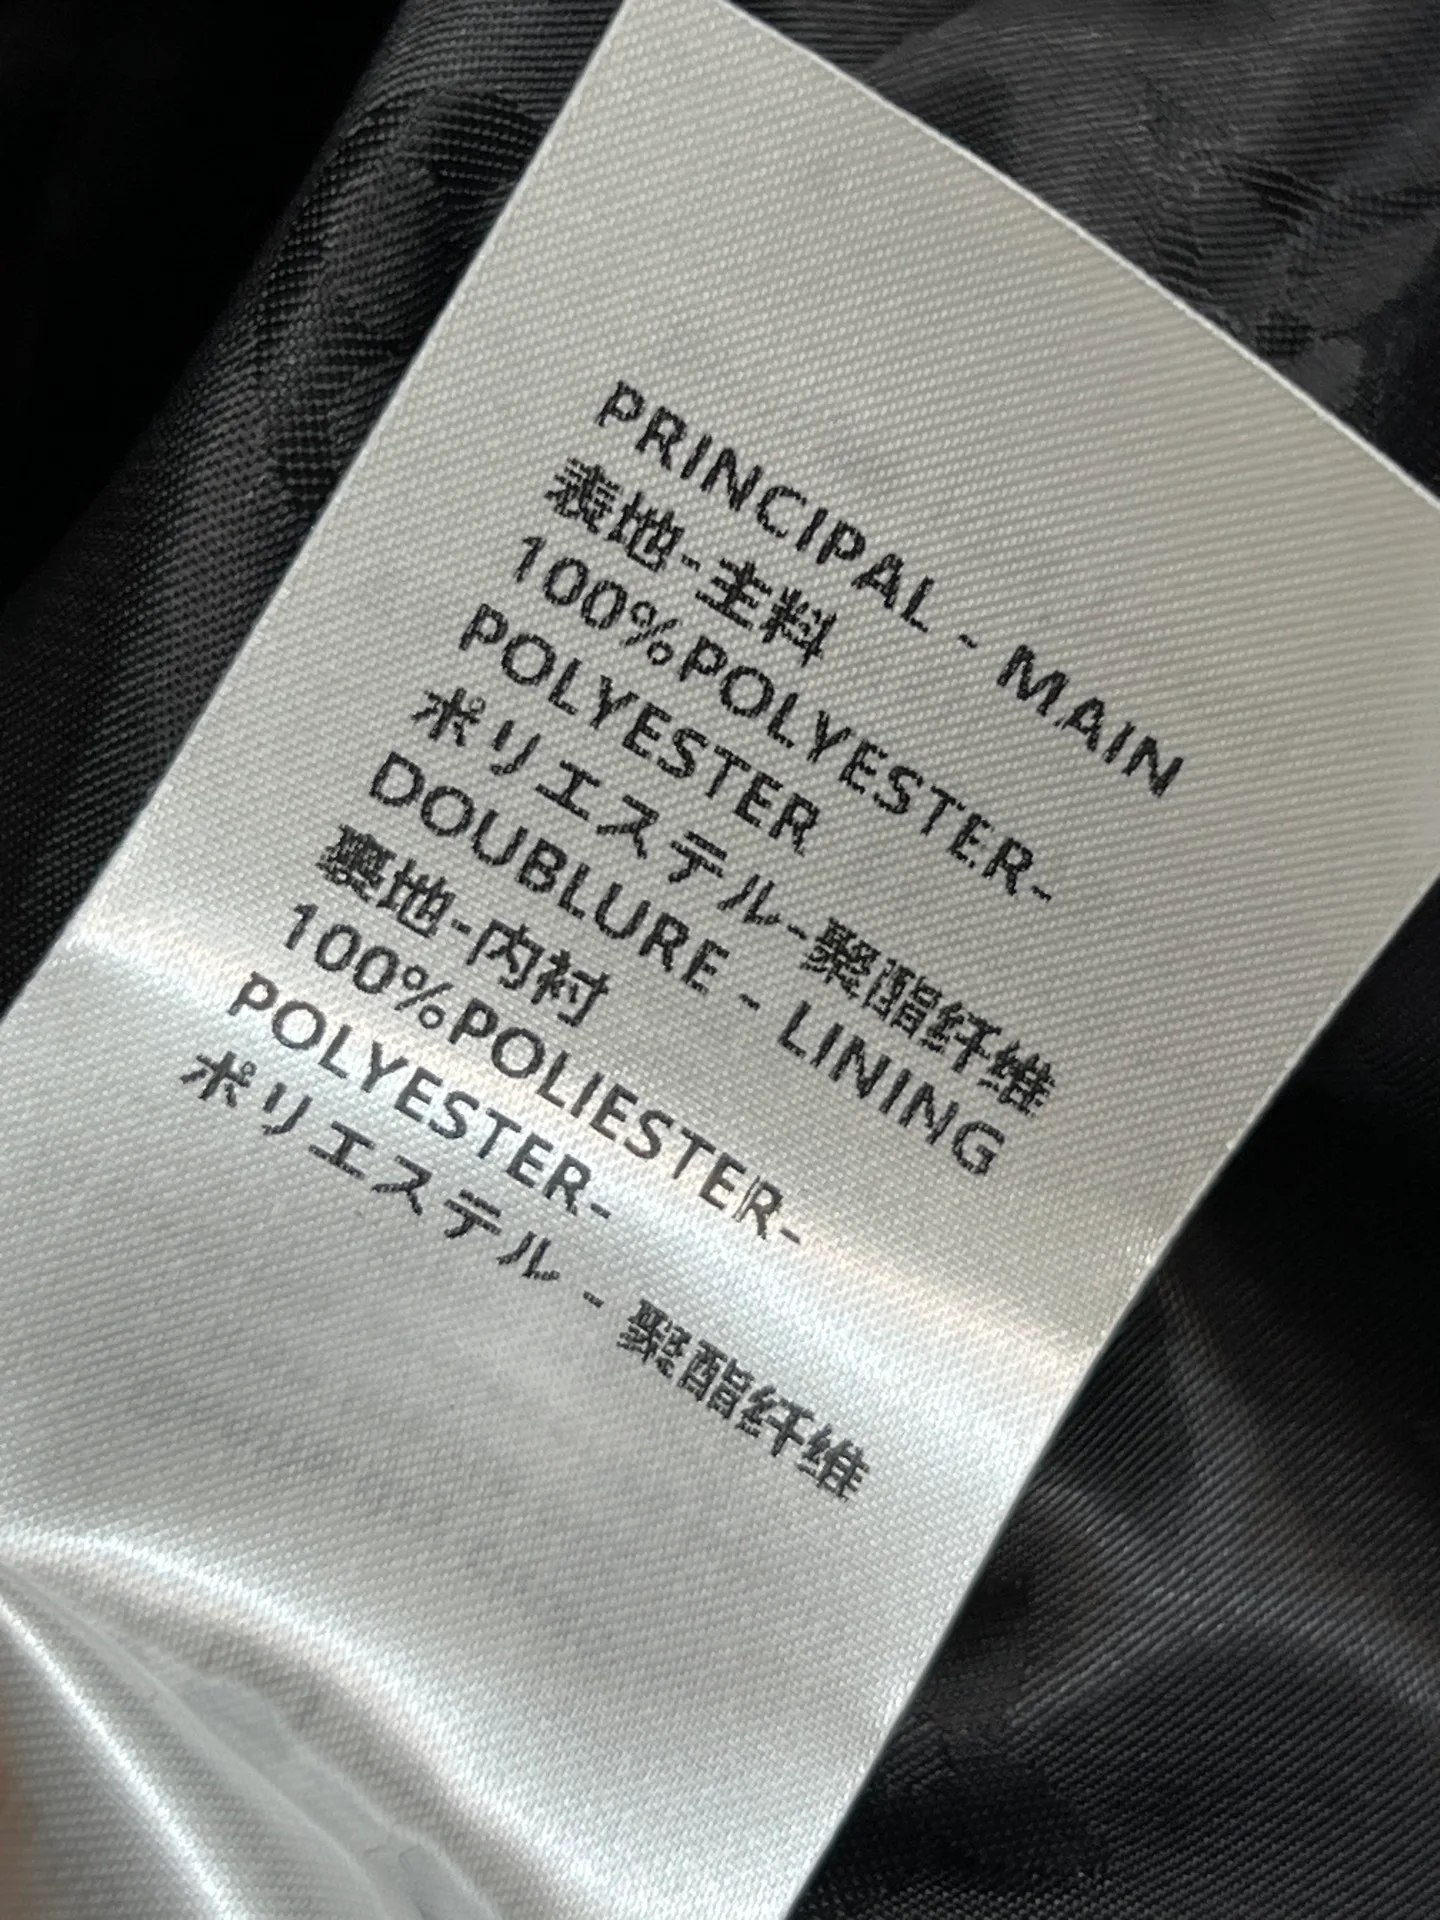 PRINCIPAL - MAIN
表地-主料
100%POLYESTER-
POLYESTER
ポリエステル-聚酯纤维
DOUBLURE - LINING
裏地-内衬
100%POLIESTER-
POLYESTER-
ポリエステル - 聚酯纤维